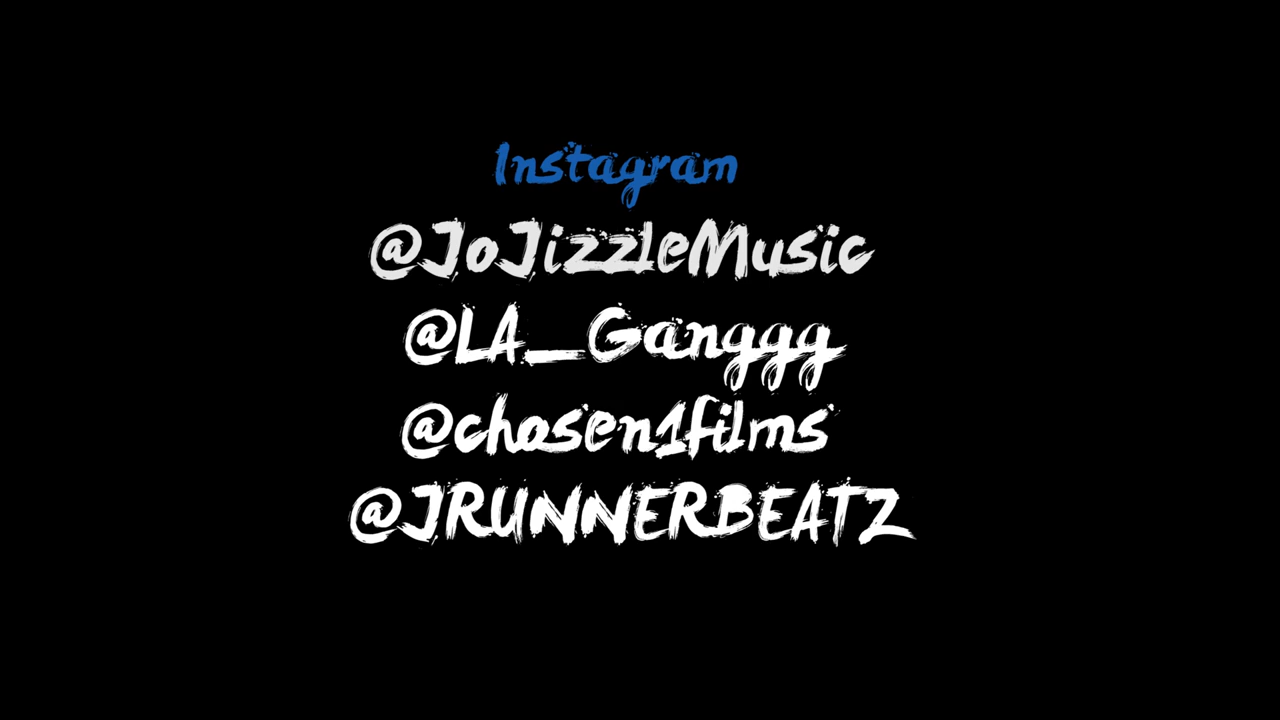 Instagram
@JoJizzleMusic
@LA_Ganggg
@chosen1films
@JRUNNERBEATZ